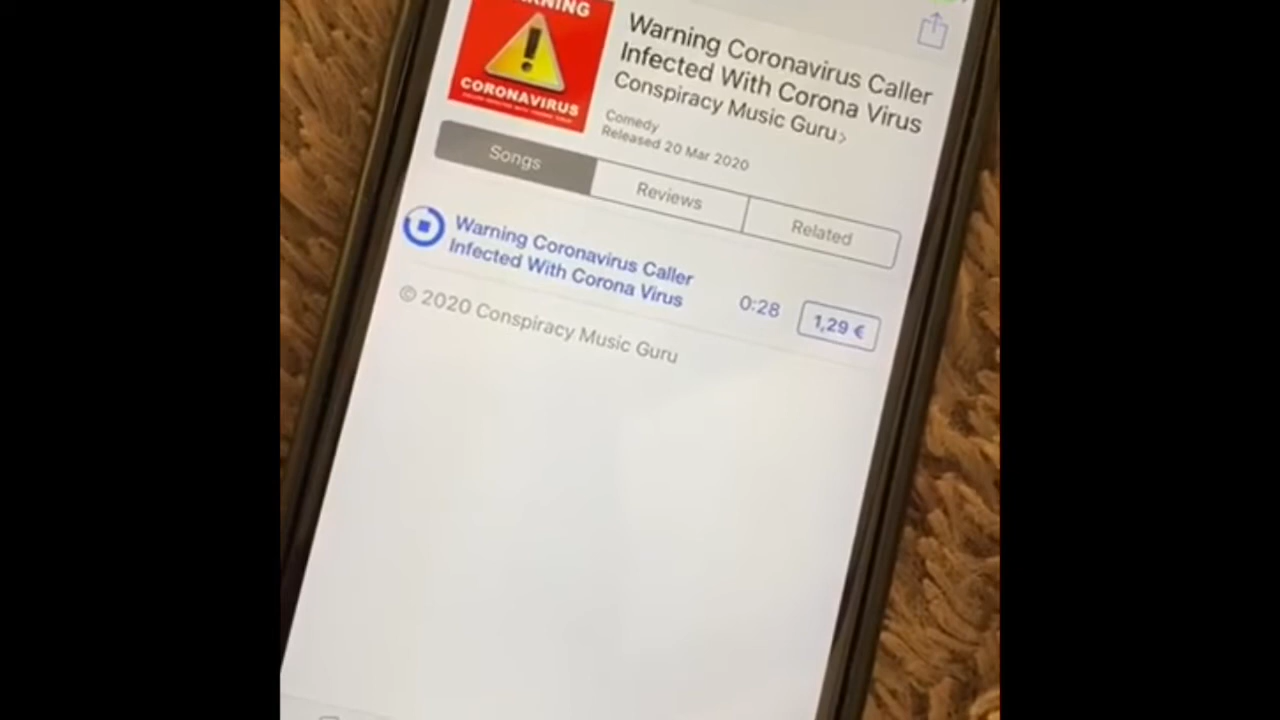 WARNING
CORONAVIRUS
Warning Coronavirus Caller
Infected With Corona Virus
Conspiracy Music Guru>
Comedy
Released 20 Mar 2020
Songs
Reviews
Related
Warning Coronavirus Caller
Infected With Corona Virus
0:28
1,29 €
© 2020 Conspiracy Music Guru